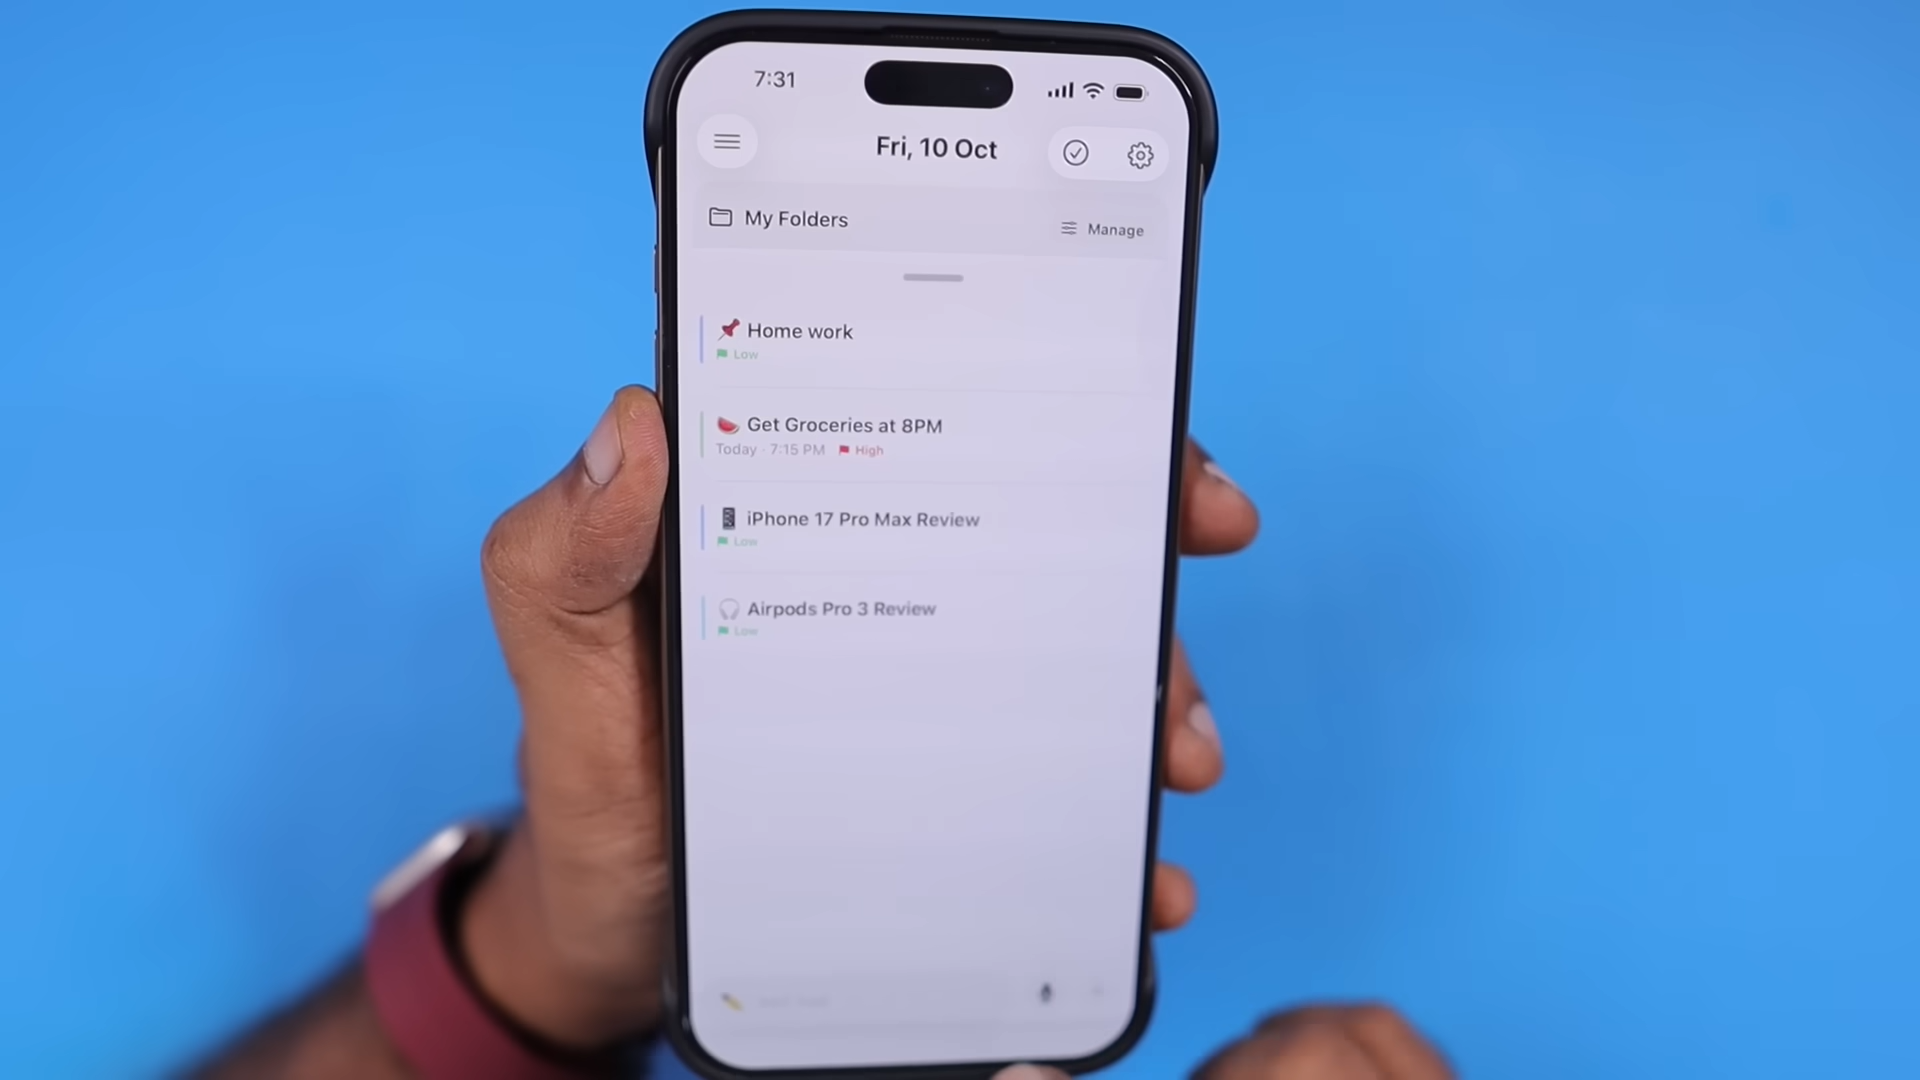 7:31
Fri, 10 Oct
My Folders
Manage
Home work
Low
Get Groceries at 8PM
Today · 7:15 PM High
iPhone 17 Pro Max Review
Low
Airpods Pro 3 Review
Low